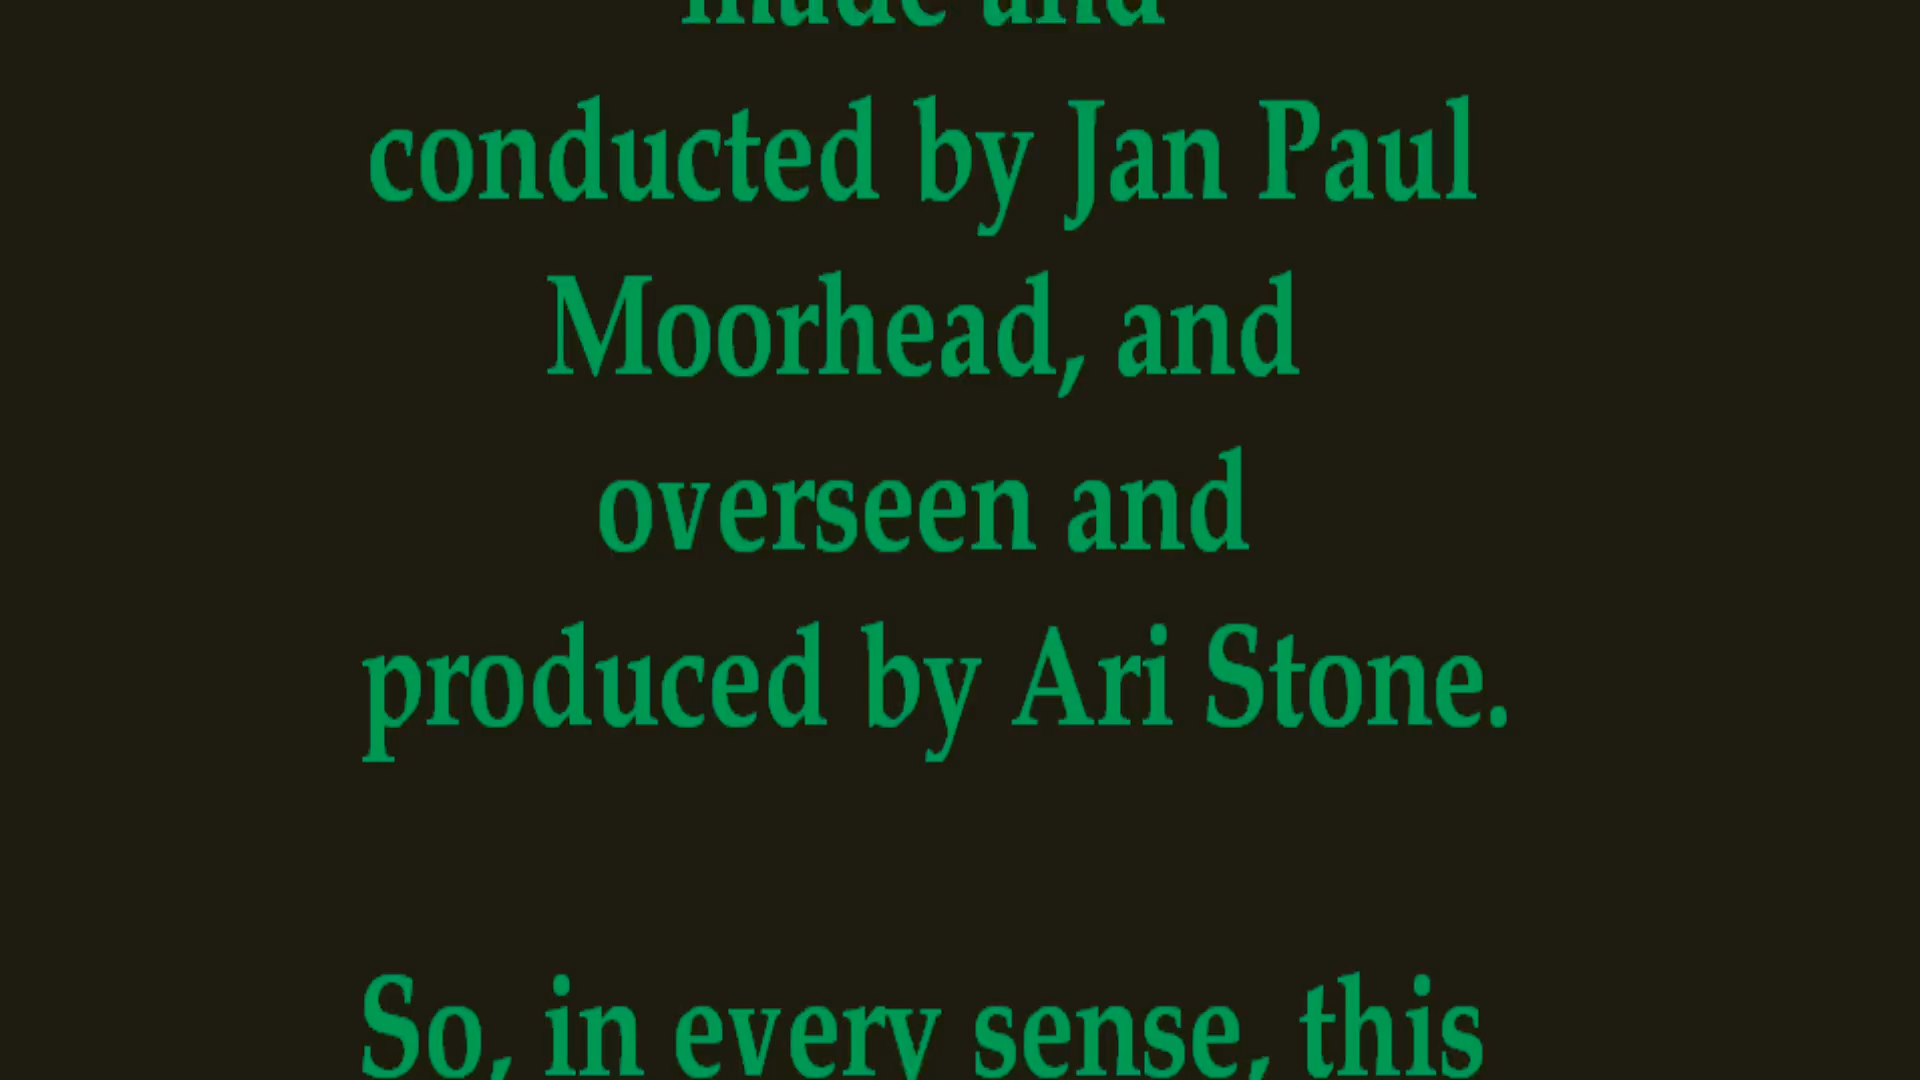 made and
conducted by Jan Paul
Moorhead, and
overseen and
produced by Ari Stone.
So, in every sense, this